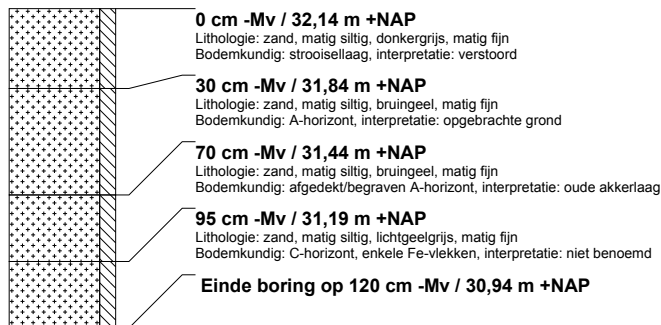 0 cm -Mv / 32,14 m +NAP
Lithologie: zand, matig siltig, donkergrijs, matig fijn
Bodemkundig: strooisellaag, interpretatie: verstoord
30 cm -Mv / 31,84 m +NAP
Lithologie: zand, matig siltig, bruingeel, matig fijn
Bodemkundig: A-horizont, interpretatie: opgebrachte grond
70 cm -Mv / 31,44 m +NAP
Lithologie: zand, matig siltig, bruingeel, matig fijn
Bodemkundig: afgedekt/begraven A-horizont, interpretatie: oude akkerlaag
95 cm -Mv / 31,19 m +NAP
Lithologie: zand, matig siltig, lichtgeelgrijs, matig fijn
Bodemkundig: C-horizont, enkele Fe-vlekken, interpretatie: niet benoemd
Einde boring op 120 cm -Mv / 30,94 m +NAP